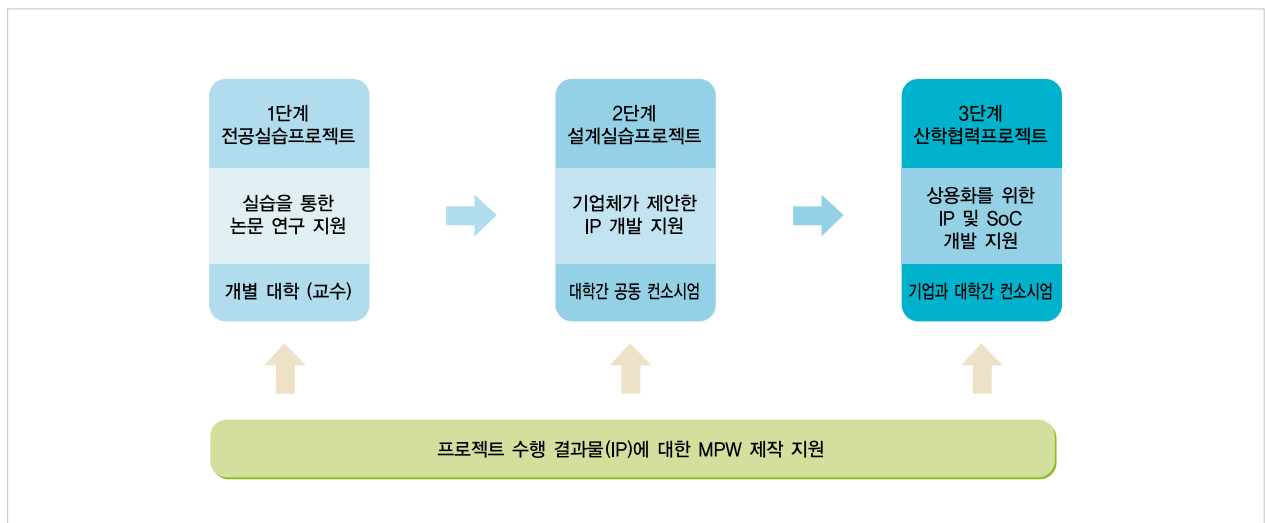 1단계
전공실습프로젝트
실습을 통한
논문 연구 지원
개별 대학 (교수)
2단계
설계실습프로젝트
기업체가 제안한
IP 개발 지원
대학간 공동 컨소시엄
3단계
산학협력프로젝트
상용화를 위한
IP 및 SoC
개발 지원
기업과 대학간 컨소시엄
프로젝트 수행 결과물(IP)에 대한 MPW 제작 지원